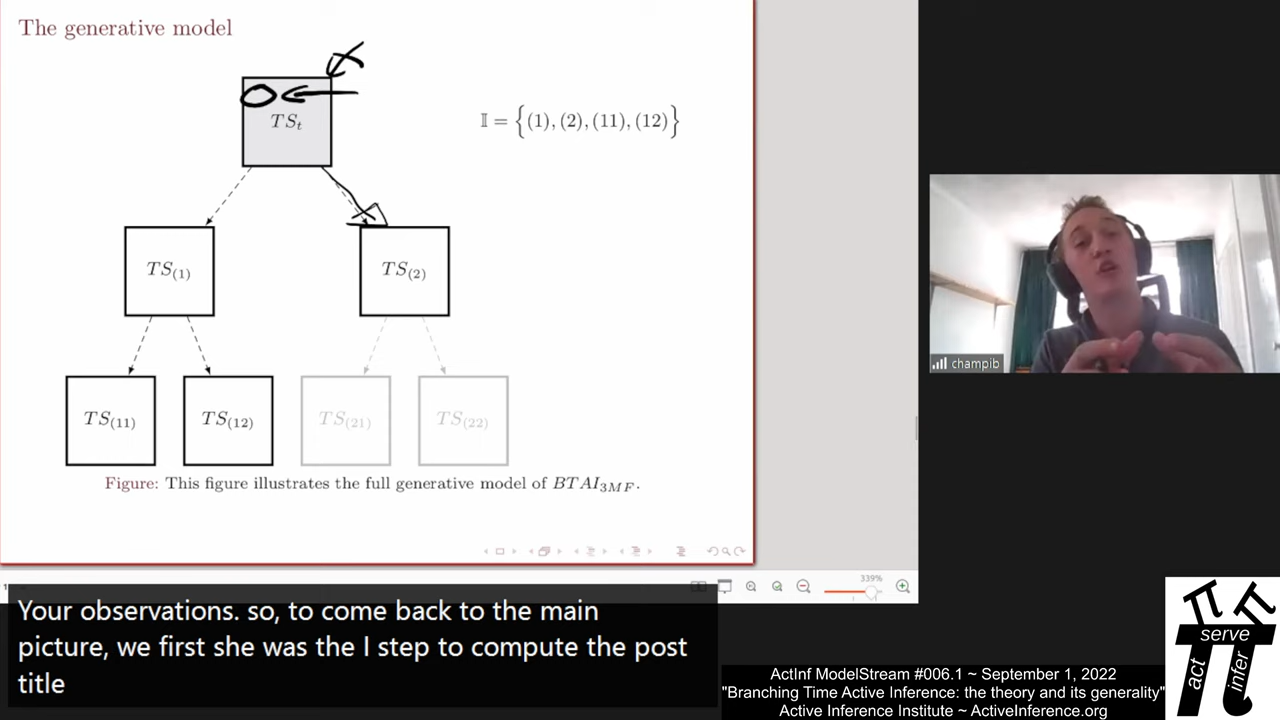 The generative model
TS_t
𝕀 = {(1), (2), (11), (12)}
TS_(1)
TS_(2)
TS_(11)
TS_(12)
TS_(21)
TS_(22)
Figure: This figure illustrates the full generative model of BTAI_3MF.
champib
339%
Your observations. so, to come back to the main
picture, we first she was the I step to compute the post
title
ActInf ModelStream #006.1 ~ September 1, 2022
"Branching Time Active Inference: the theory and its generality"
Active Inference Institute ~ ActiveInference.org
serve
act
infer